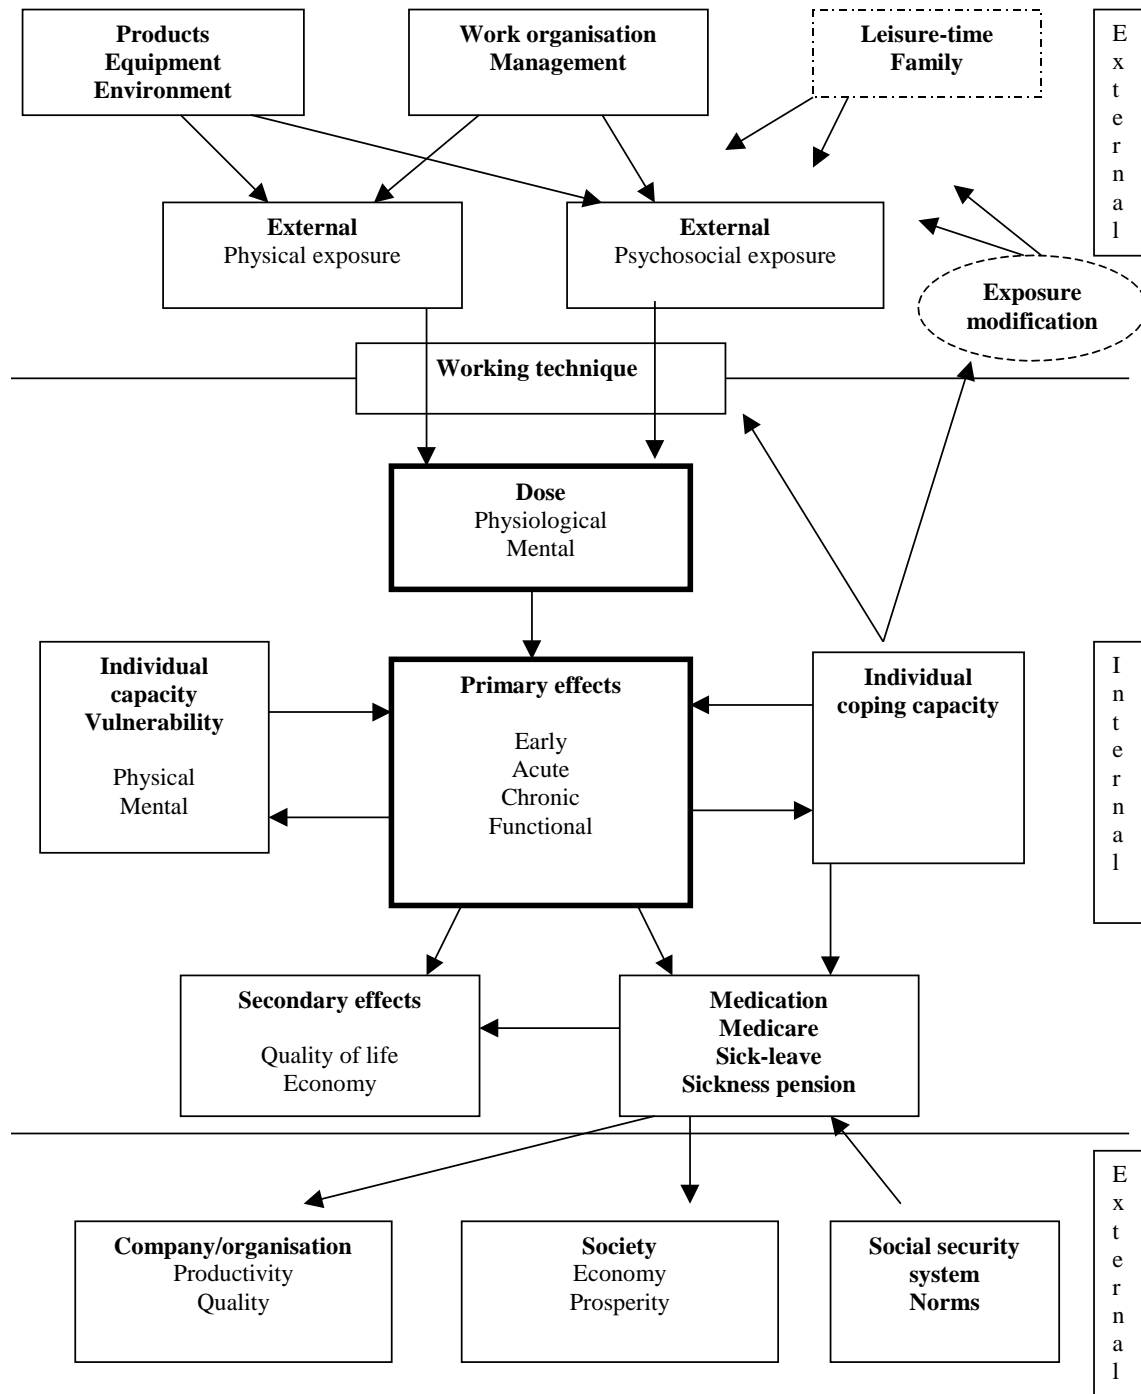 Products
Equipment
Environment
Work organisation
Management
Leisure-time
Family
External
External
Physical exposure
External
Psychosocial exposure
Exposure
modification
Working technique
Dose
Physiological
Mental
Individual
capacity
Vulnerability
Physical
Mental
Primary effects
Early
Acute
Chronic
Functional
Individual
coping capacity
Internal
Secondary effects
Quality of life
Economy
Medication
Medicare
Sick-leave
Sickness pension
Company/organisation
Productivity
Quality
Society
Economy
Prosperity
Social security
system
Norms
External